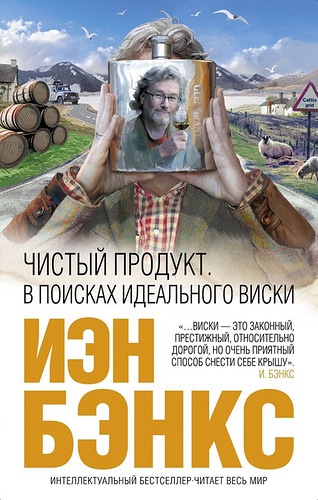 Cattle
grid
ЧИСТЫЙ ПРОДУКТ.
В ПОИСКАХ ИДЕАЛЬНОГО ВИСКИ
«...ВИСКИ — ЭТО ЗАКОННЫЙ,
ПРЕСТИЖНЫЙ, ОТНОСИТЕЛЬНО
ДОРОГОЙ, НО ОЧЕНЬ ПРИЯТНЫЙ
СПОСОБ СНЕСТИ СЕБЕ КРЫШУ».
И. БЭНКС
ИЭН
БЭНКС
ИНТЕЛЛЕКТУАЛЬНЫЙ БЕСТСЕЛЛЕР·ЧИТАЕТ ВЕСЬ МИР